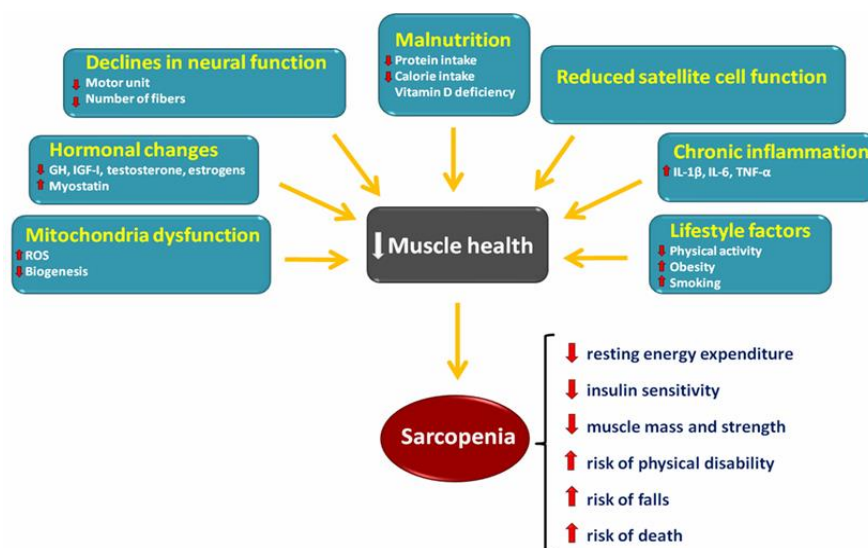 Declines in neural function
Motor unit
Number of fibers
Malnutrition
Protein intake
Calorie intake
Vitamin D deficiency
Reduced satellite cell function
Hormonal changes
GH, IGF-I, testosterone, estrogens
Myostatin
Chronic inflammation
IL-1β, IL-6, TNF-α
Mitochondria dysfunction
ROS
Biogenesis
Muscle health
Lifestyle factors
Physical activity
Obesity
Smoking
Sarcopenia
resting energy expenditure
insulin sensitivity
muscle mass and strength
risk of physical disability
risk of falls
risk of death